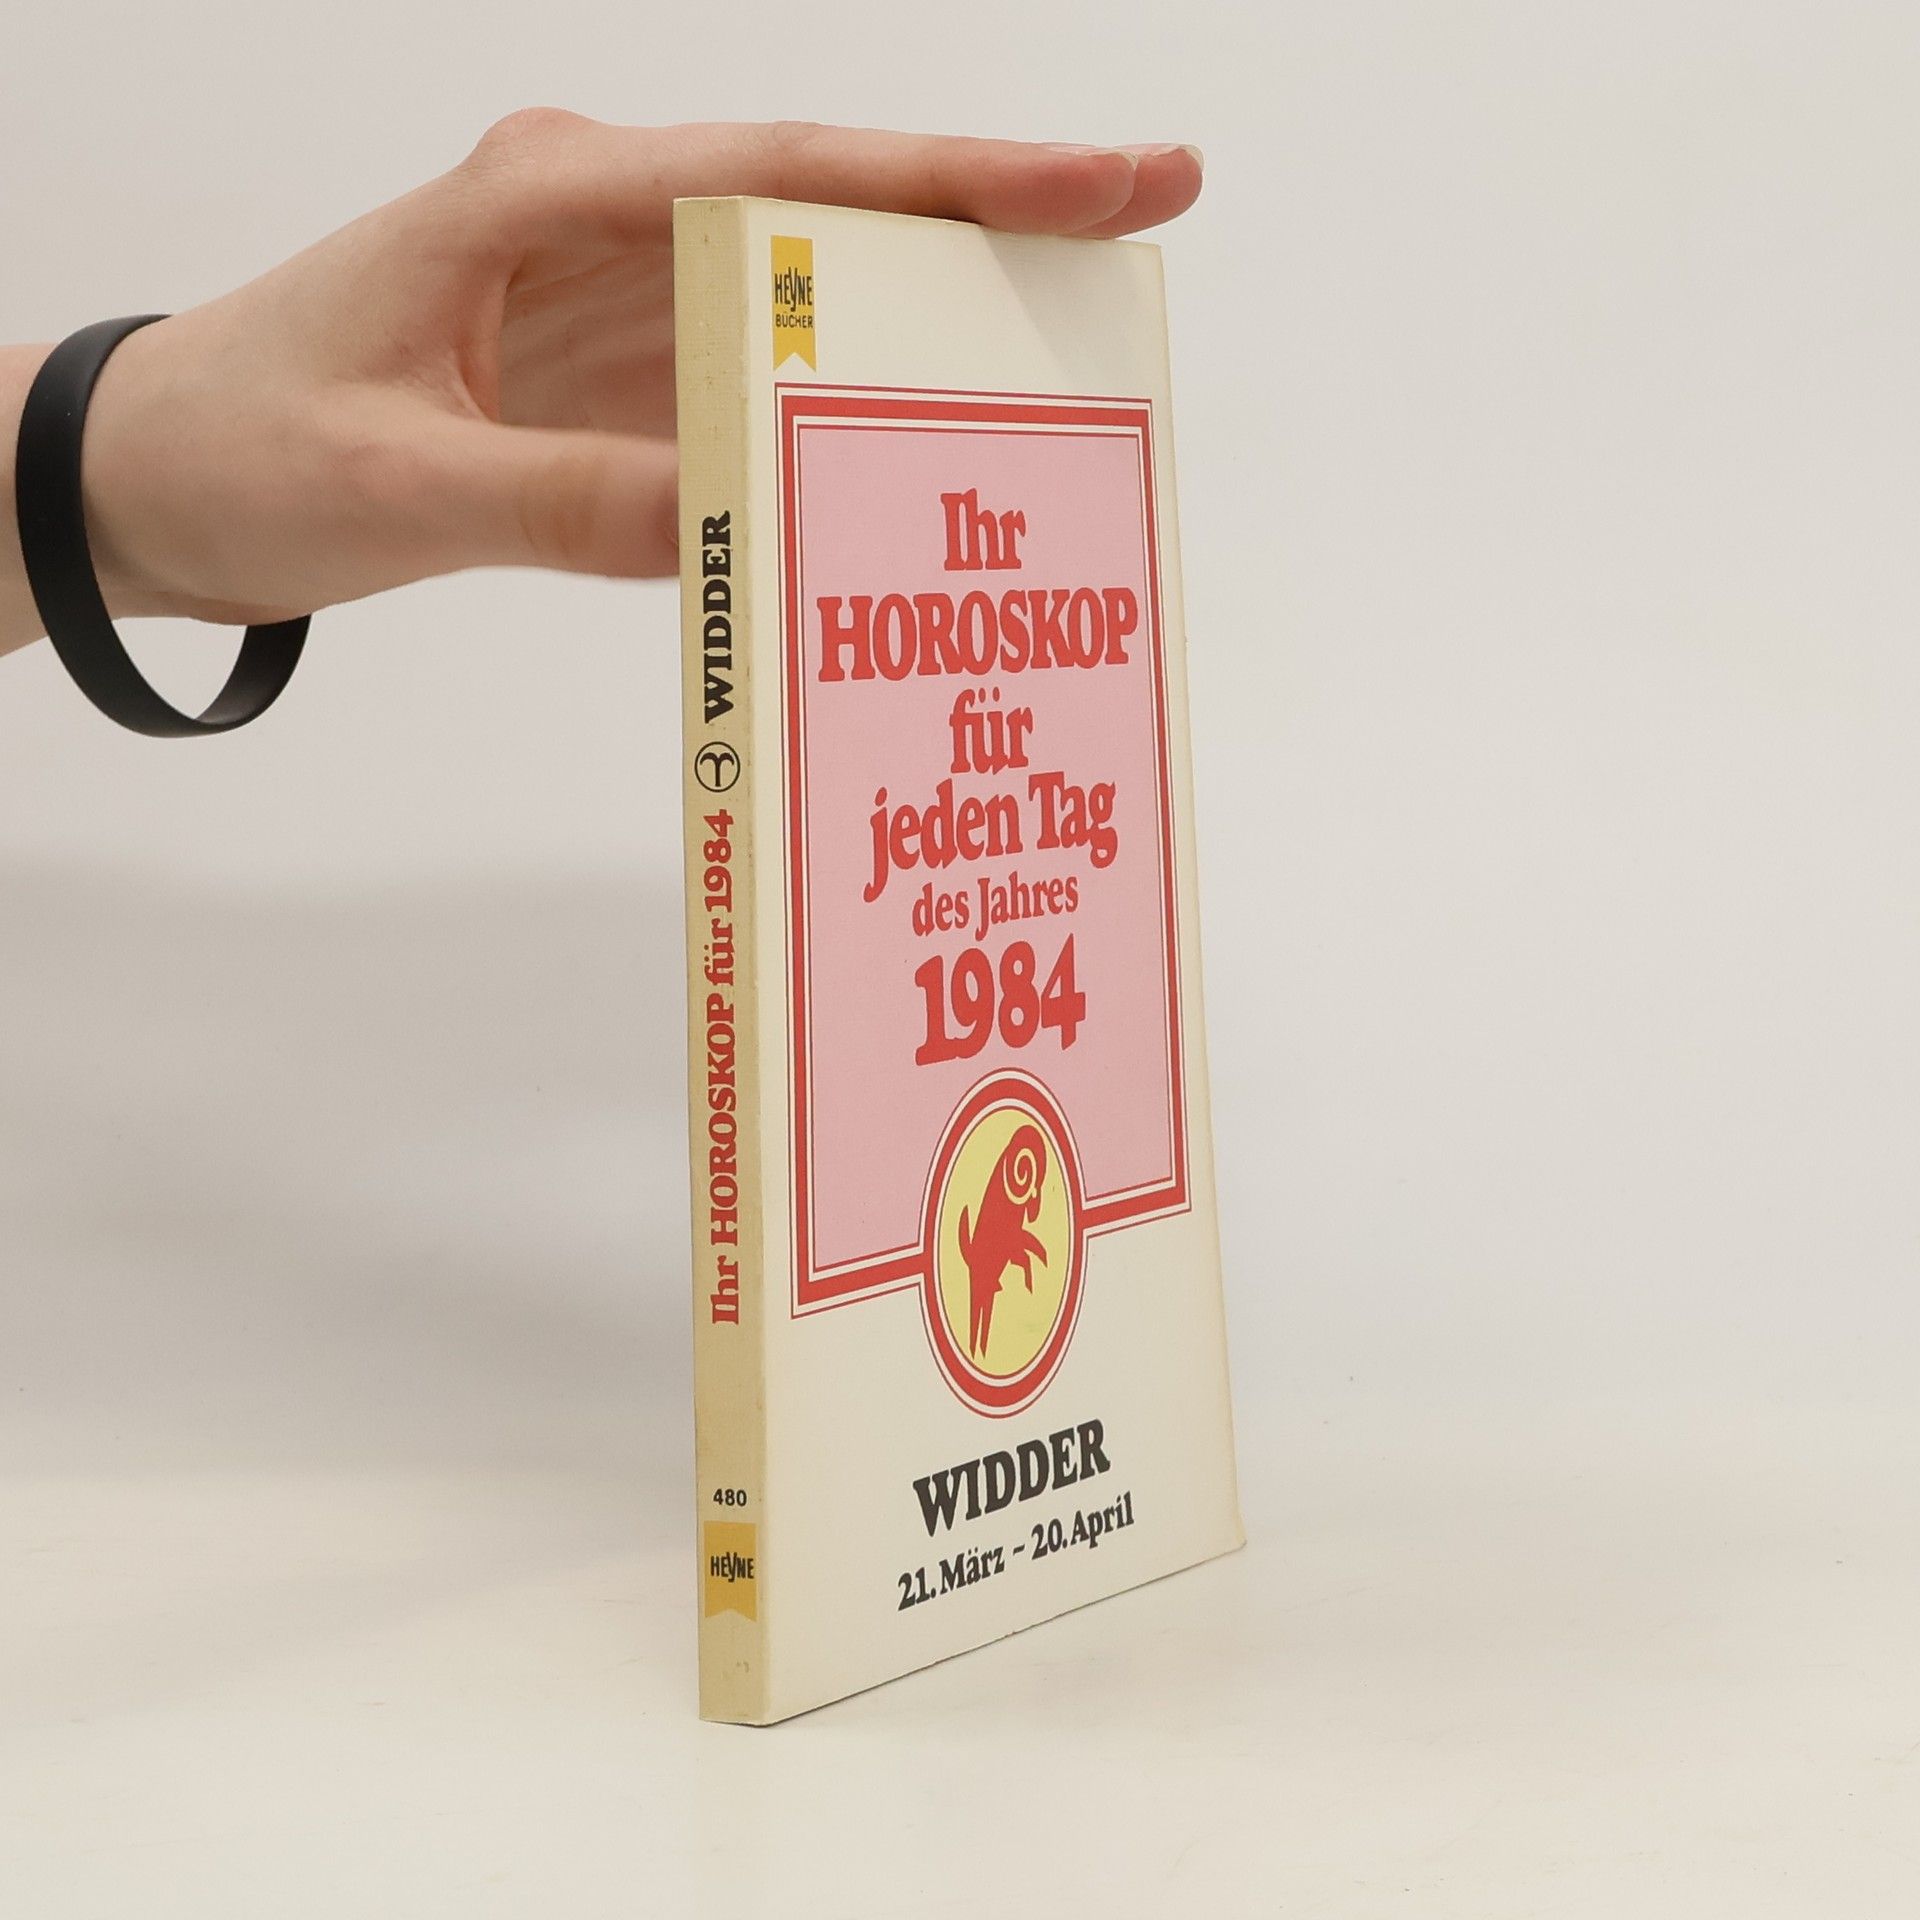 HEYNE
BÜCHER
Ihr
HOROSKOP
für
jeden Tag
des Jahres
1984
WIDDER
21. März – 20. April
Ihr HOROSKOP für 1984 ♈ WIDDER
480
HEYNE